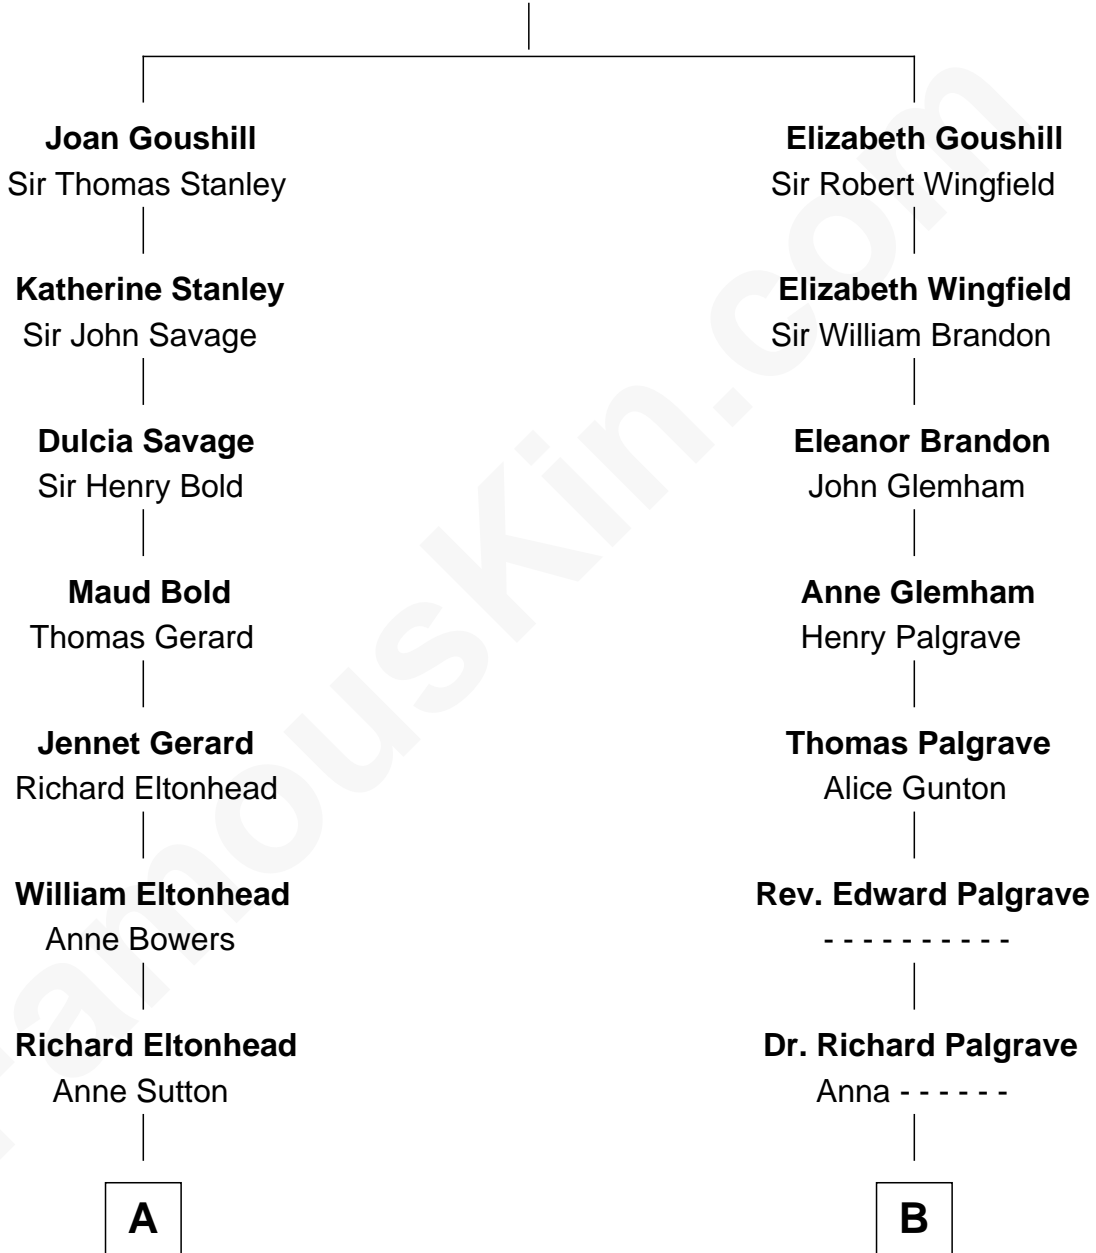 Joan Goushill
Sir Thomas Stanley
Elizabeth Goushill
Sir Robert Wingfield
Katherine Stanley
Sir John Savage
Elizabeth Wingfield
Sir William Brandon
Dulcia Savage
Sir Henry Bold
Eleanor Brandon
John Glemham
Maud Bold
Thomas Gerard
Anne Glemham
Henry Palgrave
Jennet Gerard
Richard Eltonhead
Thomas Palgrave
Alice Gunton
William Eltonhead
Anne Bowers
Rev. Edward Palgrave
- - - - - - - - - -
Richard Eltonhead
Anne Sutton
Dr. Richard Palgrave
Anna - - - - - -
A
B
FamousKin.com